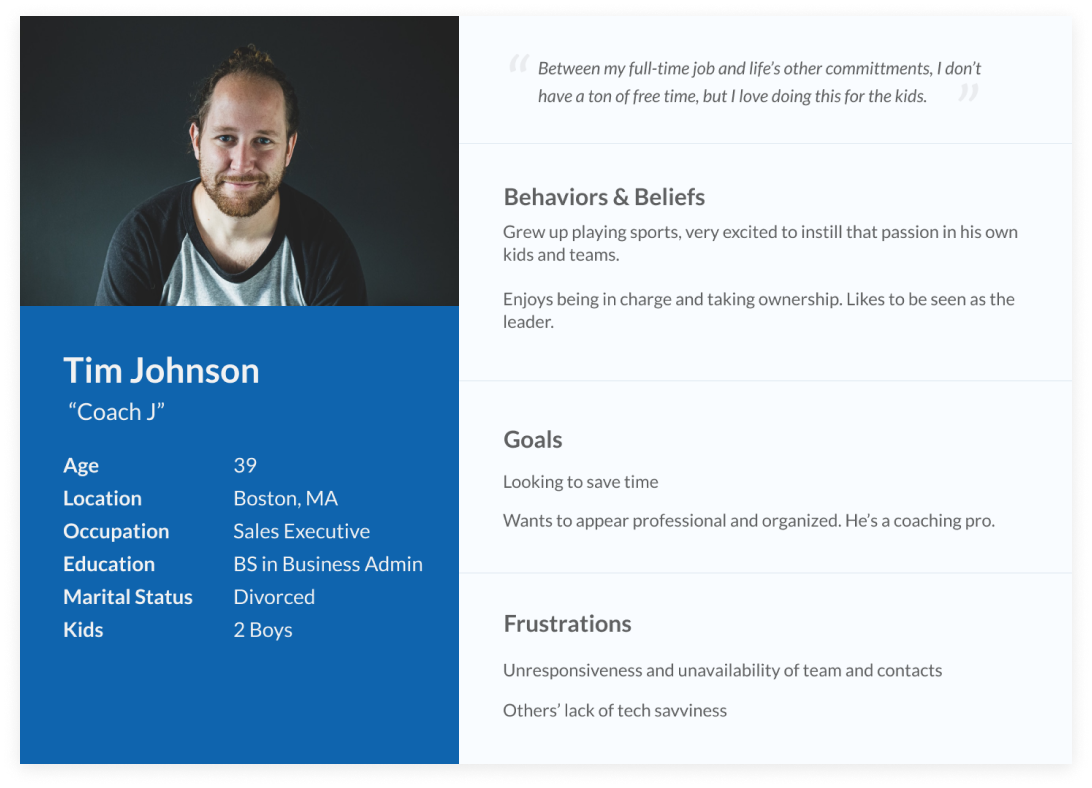 “ Between my full-time job and life’s other committments, I don’t
have a ton of free time, but I love doing this for the kids. ”
Behaviors & Beliefs
Grew up playing sports, very excited to instill that passion in his own
kids and teams.
Enjoys being in charge and taking ownership. Likes to be seen as the
leader.
Tim Johnson
“Coach J”
Age 39
Location Boston, MA
Occupation Sales Executive
Education BS in Business Admin
Marital Status Divorced
Kids 2 Boys
Goals
Looking to save time
Wants to appear professional and organized. He’s a coaching pro.
Frustrations
Unresponsiveness and unavailability of team and contacts
Others’ lack of tech savviness